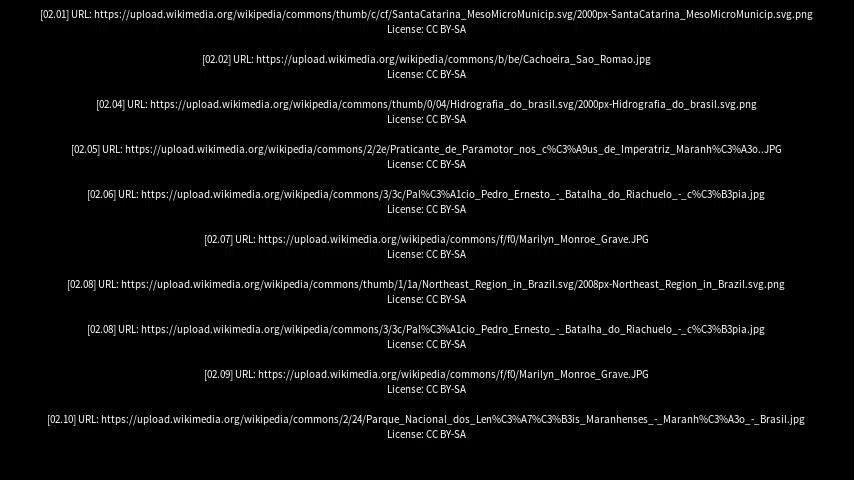 [02.01] URL: https://upload.wikimedia.org/wikipedia/commons/thumb/c/cf/SantaCatarina_MesoMicroMunicip.svg/2000px-SantaCatarina_MesoMicroMunicip.svg.png
License: CC BY-SA
[02.02] URL: https://upload.wikimedia.org/wikipedia/commons/b/be/Cachoeira_Sao_Romao.jpg
License: CC BY-SA
[02.04] URL: https://upload.wikimedia.org/wikipedia/commons/thumb/0/04/Hidrografia_do_brasil.svg/2000px-Hidrografia_do_brasil.svg.png
License: CC BY-SA
[02.05] URL: https://upload.wikimedia.org/wikipedia/commons/2/2e/Praticante_de_Paramotor_nos_c%C3%A9us_de_Imperatriz_Maranh%C3%A3o..JPG
License: CC BY-SA
[02.06] URL: https://upload.wikimedia.org/wikipedia/commons/3/3c/Pal%C3%A1cio_Pedro_Ernesto_-_Batalha_do_Riachuelo_-_c%C3%B3pia.jpg
License: CC BY-SA
[02.07] URL: https://upload.wikimedia.org/wikipedia/commons/f/f0/Marilyn_Monroe_Grave.JPG
License: CC BY-SA
[02.08] URL: https://upload.wikimedia.org/wikipedia/commons/thumb/1/1a/Northeast_Region_in_Brazil.svg/2008px-Northeast_Region_in_Brazil.svg.png
License: CC BY-SA
[02.08] URL: https://upload.wikimedia.org/wikipedia/commons/3/3c/Pal%C3%A1cio_Pedro_Ernesto_-_Batalha_do_Riachuelo_-_c%C3%B3pia.jpg
License: CC BY-SA
[02.09] URL: https://upload.wikimedia.org/wikipedia/commons/f/f0/Marilyn_Monroe_Grave.JPG
License: CC BY-SA
[02.10] URL: https://upload.wikimedia.org/wikipedia/commons/2/24/Parque_Nacional_dos_Len%C3%A7%C3%B3is_Maranhenses_-_Maranh%C3%A3o_-_Brasil.jpg
License: CC BY-SA